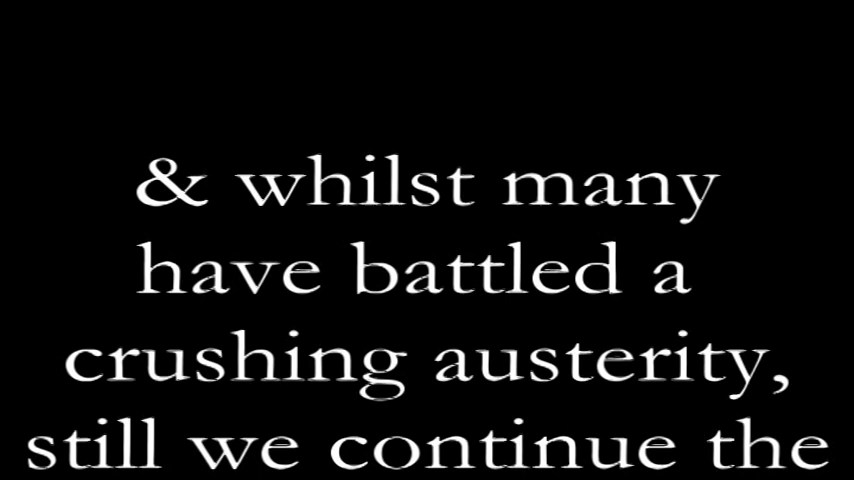 & whilst many
have battled a
crushing austerity,
still we continue the